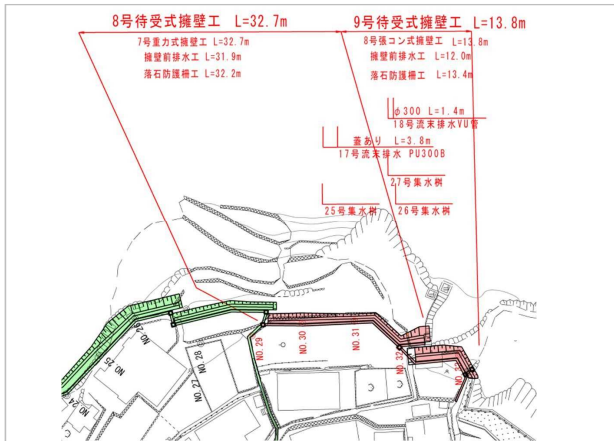 8号待受式擁壁工 L=32.7m
7号重力式擁壁工 L=32.7m
擁壁前排水工 L=31.9m
落石防護柵工 L=32.2m
9号待受式擁壁工 L=13.8m
8号張コン式擁壁工 L=13.8m
擁壁前排水工 L=12.0m
落石防護柵工 L=13.4m
φ300 L=1.4m
18号流末排水VU管
蓋あり L=3.8m
17号流末排水 PU300B
27号集水桝
25号集水桝
26号集水桝
NO.24
NO.25
NO.26
NO.27
NO.28
NO.29
NO.30
NO.31
NO.32